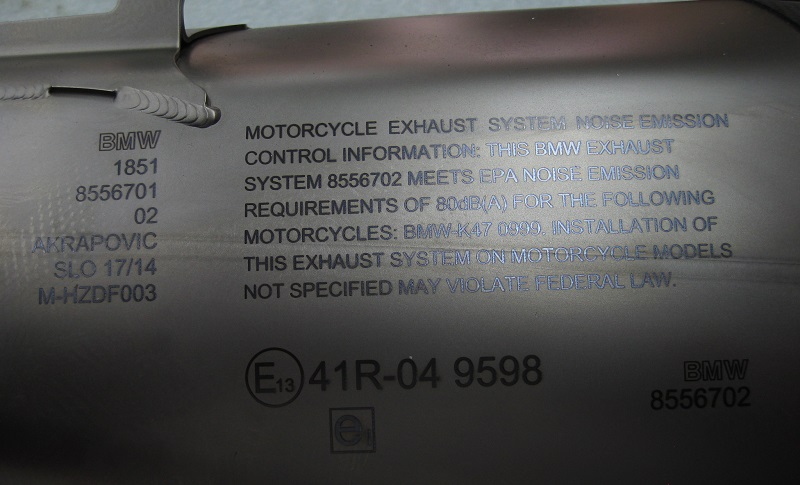 BMW
1851
8556701
02
AKRAPOVIC
SLO 17/14
M-HZDF003
MOTORCYCLE EXHAUST SYSTEM NOISE EMISSION
CONTROL INFORMATION: THIS BMW EXHAUST
SYSTEM 8556702 MEETS EPA NOISE EMISSION
REQUIREMENTS OF 80dB(A) FOR THE FOLLOWING
MOTORCYCLES: BMW-K47 0999. INSTALLATION OF
THIS EXHAUST SYSTEM ON MOTORCYCLE MODELS
NOT SPECIFIED MAY VIOLATE FEDERAL LAW.
E13 41R-04 9598
e
BMW
8556702